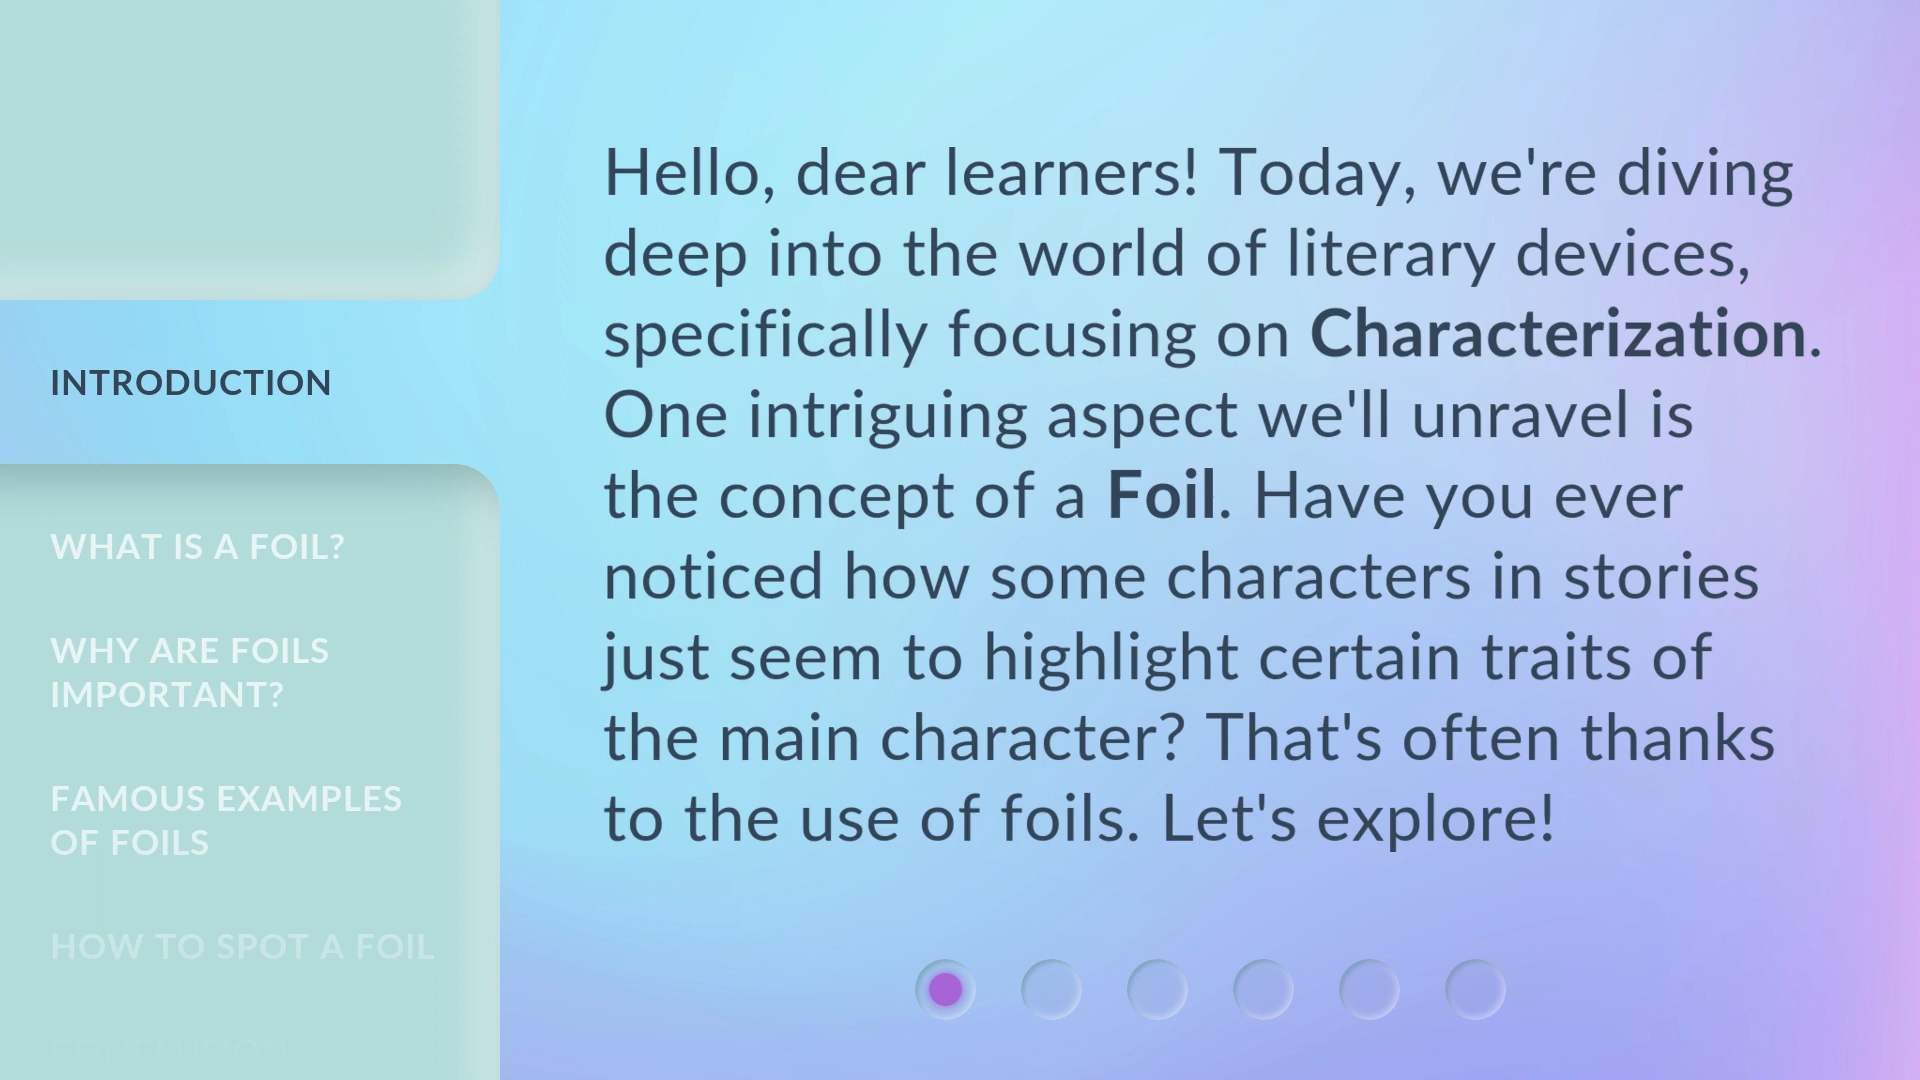 INTRODUCTION
WHAT IS A FOIL?
WHY ARE FOILS
IMPORTANT?
FAMOUS EXAMPLES
OF FOILS
HOW TO SPOT A FOIL
CONCLUSION
Hello, dear learners! Today, we're diving
deep into the world of literary devices,
specifically focusing on Characterization.
One intriguing aspect we'll unravel is
the concept of a Foil. Have you ever
noticed how some characters in stories
just seem to highlight certain traits of
the main character? That's often thanks
to the use of foils. Let's explore!